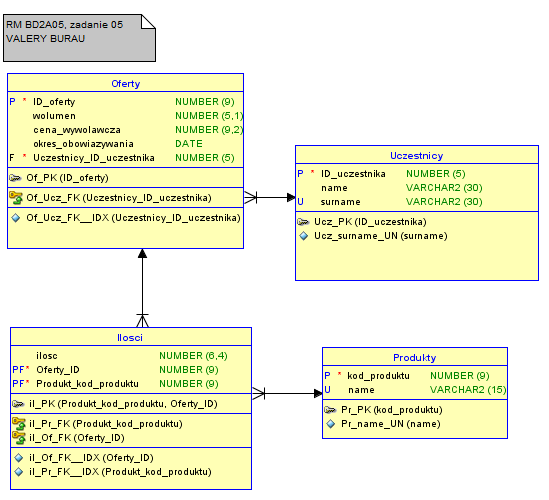 RM BD2A05, zadanie 05
VALERY BURAU
Oferty
P * ID_oferty NUMBER (9)
wolumen NUMBER (5,1)
cena_wywolawcza NUMBER (9,2)
okres_obowiazywania DATE
F * Uczestnicy_ID_uczestnika NUMBER (5)
Of_PK (ID_oferty)
Of_Ucz_FK (Uczestnicy_ID_uczestnika)
Of_Ucz_FK__IDX (Uczestnicy_ID_uczestnika)
Uczestnicy
P * ID_uczestnika NUMBER (5)
name VARCHAR2 (30)
U surname VARCHAR2 (30)
Ucz_PK (ID_uczestnika)
Ucz_surname_UN (surname)
Ilosci
ilosc NUMBER (6,4)
PF* Oferty_ID NUMBER (9)
PF* Produkt_kod_produktu NUMBER (9)
il_PK (Produkt_kod_produktu, Oferty_ID)
il_Pr_FK (Produkt_kod_produktu)
il_Of_FK (Oferty_ID)
il_Of_FK__IDX (Oferty_ID)
il_Pr_FK__IDX (Produkt_kod_produktu)
Produkty
P * kod_produktu NUMBER (9)
U name VARCHAR2 (15)
Pr_PK (kod_produktu)
Pr_name_UN (name)